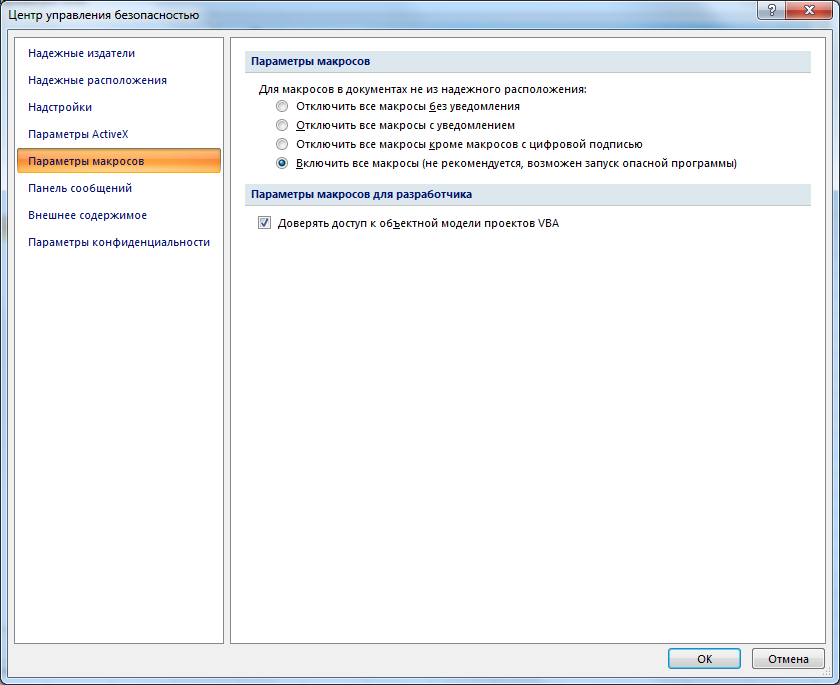 Центр управления безопасностью
?
Надежные издатели
Надежные расположения
Надстройки
Параметры ActiveX
Параметры макросов
Панель сообщений
Внешнее содержимое
Параметры конфиденциальности
Параметры макросов
Для макросов в документах не из надежного расположения:
Отключить все макросы без уведомления
Отключить все макросы с уведомлением
Отключить все макросы кроме макросов с цифровой подписью
Включить все макросы (не рекомендуется, возможен запуск опасной программы)
Параметры макросов для разработчика
Доверять доступ к объектной модели проектов VBA
ОК
Отмена